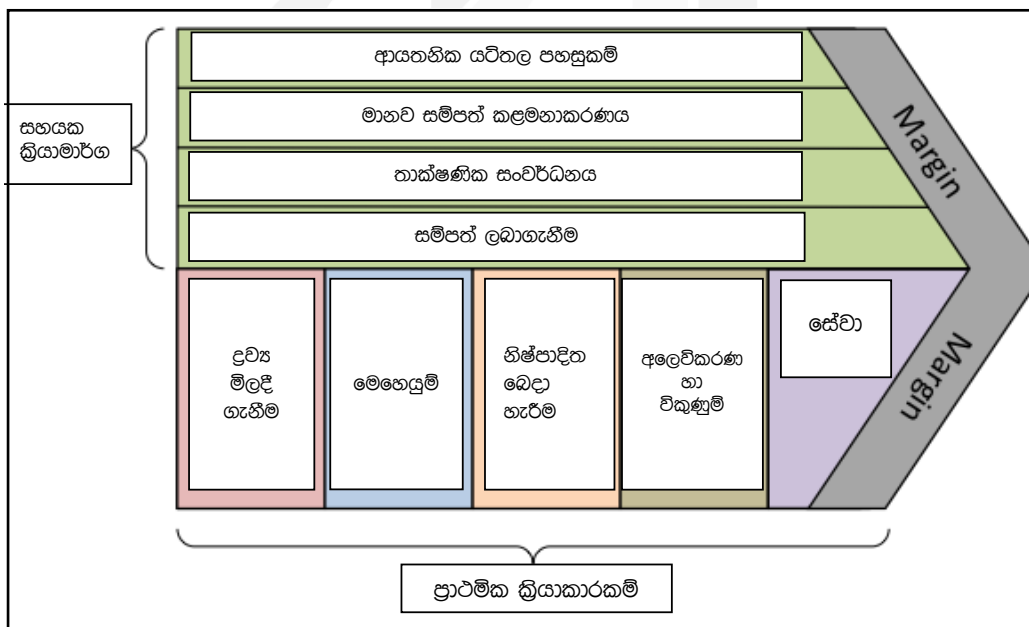 ආයතනික යටිතල පහසුකම්
මානව සම්පත් කළමනාකරණය
තාක්ෂණික සංවර්ධනය
සම්පත් ලබාගැනීම
සහයක
ක්‍රියාමාර්ග
Margin
Margin
ද්‍රව්‍ය
මිලදී
ගැනීම
මෙහෙයුම්
නිෂ්පාදිත
බෙදා
හැරීම
අලෙවිකරණ
හා
විකුණුම්
සේවා
ප්‍රාථමික ක්‍රියාකාරකම්